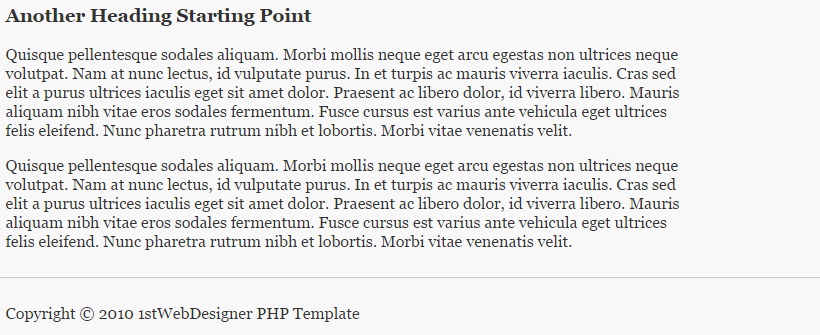 Another Heading Starting Point
Quisque pellentesque sodales aliquam. Morbi mollis neque eget arcu egestas non ultrices neque
volutpat. Nam at nunc lectus, id vulputate purus. In et turpis ac mauris viverra iaculis. Cras sed
elit a purus ultrices iaculis eget sit amet dolor. Praesent ac libero dolor, id viverra libero. Mauris
aliquam nibh vitae eros sodales fermentum. Fusce cursus est varius ante vehicula eget ultrices
felis eleifend. Nunc pharetra rutrum nibh et lobortis. Morbi vitae venenatis velit.
Quisque pellentesque sodales aliquam. Morbi mollis neque eget arcu egestas non ultrices neque
volutpat. Nam at nunc lectus, id vulputate purus. In et turpis ac mauris viverra iaculis. Cras sed
elit a purus ultrices iaculis eget sit amet dolor. Praesent ac libero dolor, id viverra libero. Mauris
aliquam nibh vitae eros sodales fermentum. Fusce cursus est varius ante vehicula eget ultrices
felis eleifend. Nunc pharetra rutrum nibh et lobortis. Morbi vitae venenatis velit.
Copyright © 2010 1stWebDesigner PHP Template